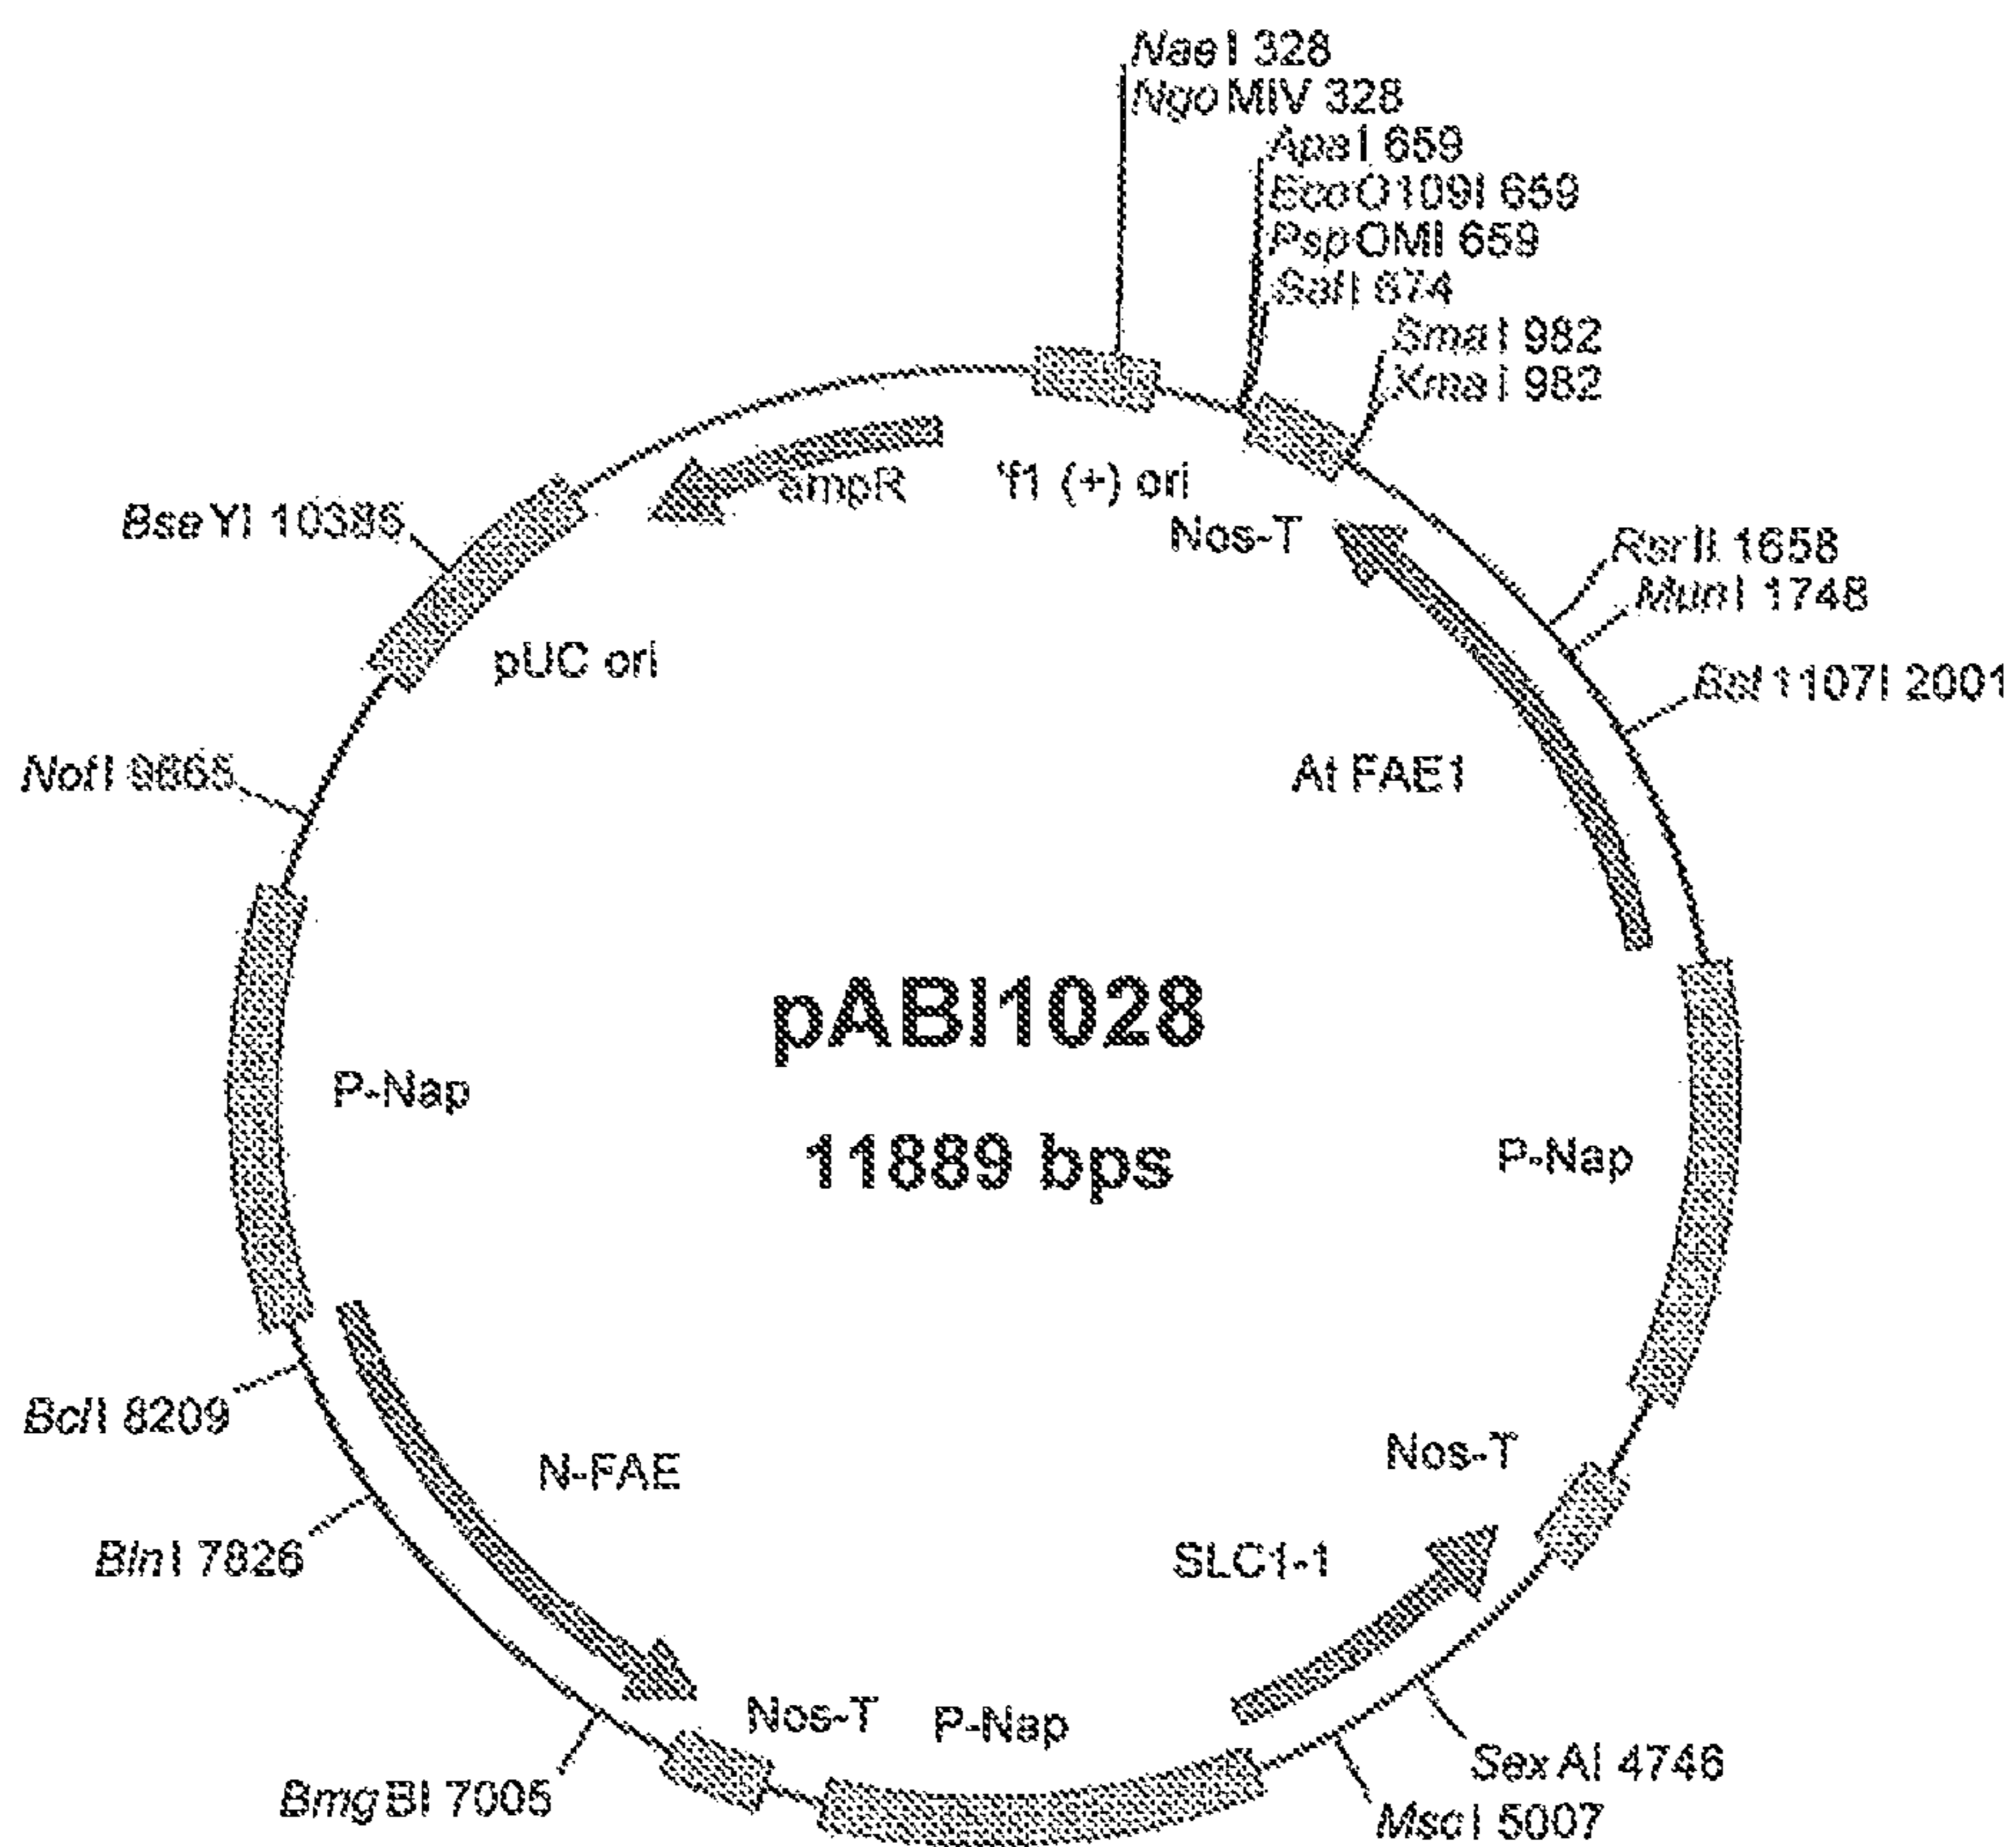 NaeI 328
NgoMIV 328
ApaI 659
EcoO109I 659
PspOMI 659
SalI 674
SmaI 982
XmaI 982
ampR
f1 (+) ori
Nos-T
BseYI 10385
RsrII 1658
MunI 1748
pUC ori
Bst1107I 2001
NotI 9665
At FAE1
pABI1028
P-Nap
11889 bps
P-Nap
BclI 8209
Nos-T
N-FAE
BlnI 7826
SLC1-1
Nos-T
P-Nap
BmgBI 7005
SexAI 4746
MscI 5007